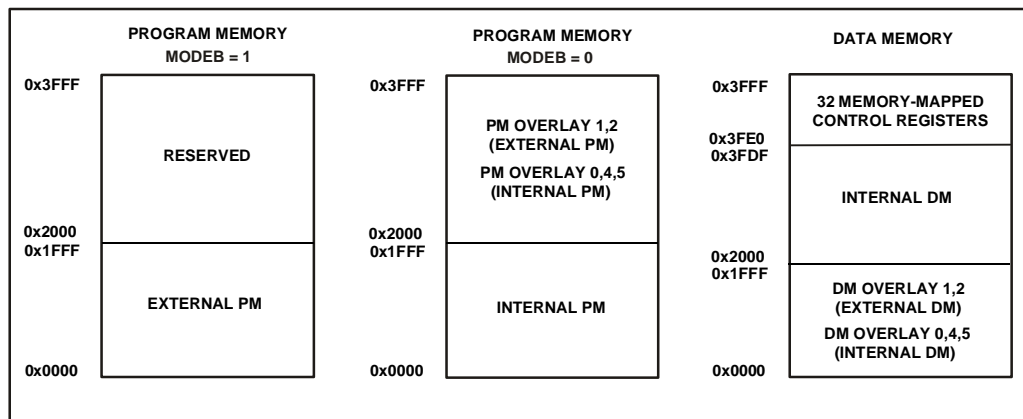 PROGRAM MEMORY
MODEB = 1
0x3FFF
RESERVED
0x2000
0x1FFF
EXTERNAL PM
0x0000
PROGRAM MEMORY
MODEB = 0
0x3FFF
PM OVERLAY 1,2
(EXTERNAL PM)
PM OVERLAY 0,4,5
(INTERNAL PM)
0x2000
0x1FFF
INTERNAL PM
0x0000
DATA MEMORY
0x3FFF
32 MEMORY-MAPPED
CONTROL REGISTERS
0x3FE0
0x3FDF
INTERNAL DM
0x2000
0x1FFF
DM OVERLAY 1,2
(EXTERNAL DM)
DM OVERLAY 0,4,5
(INTERNAL DM)
0x0000